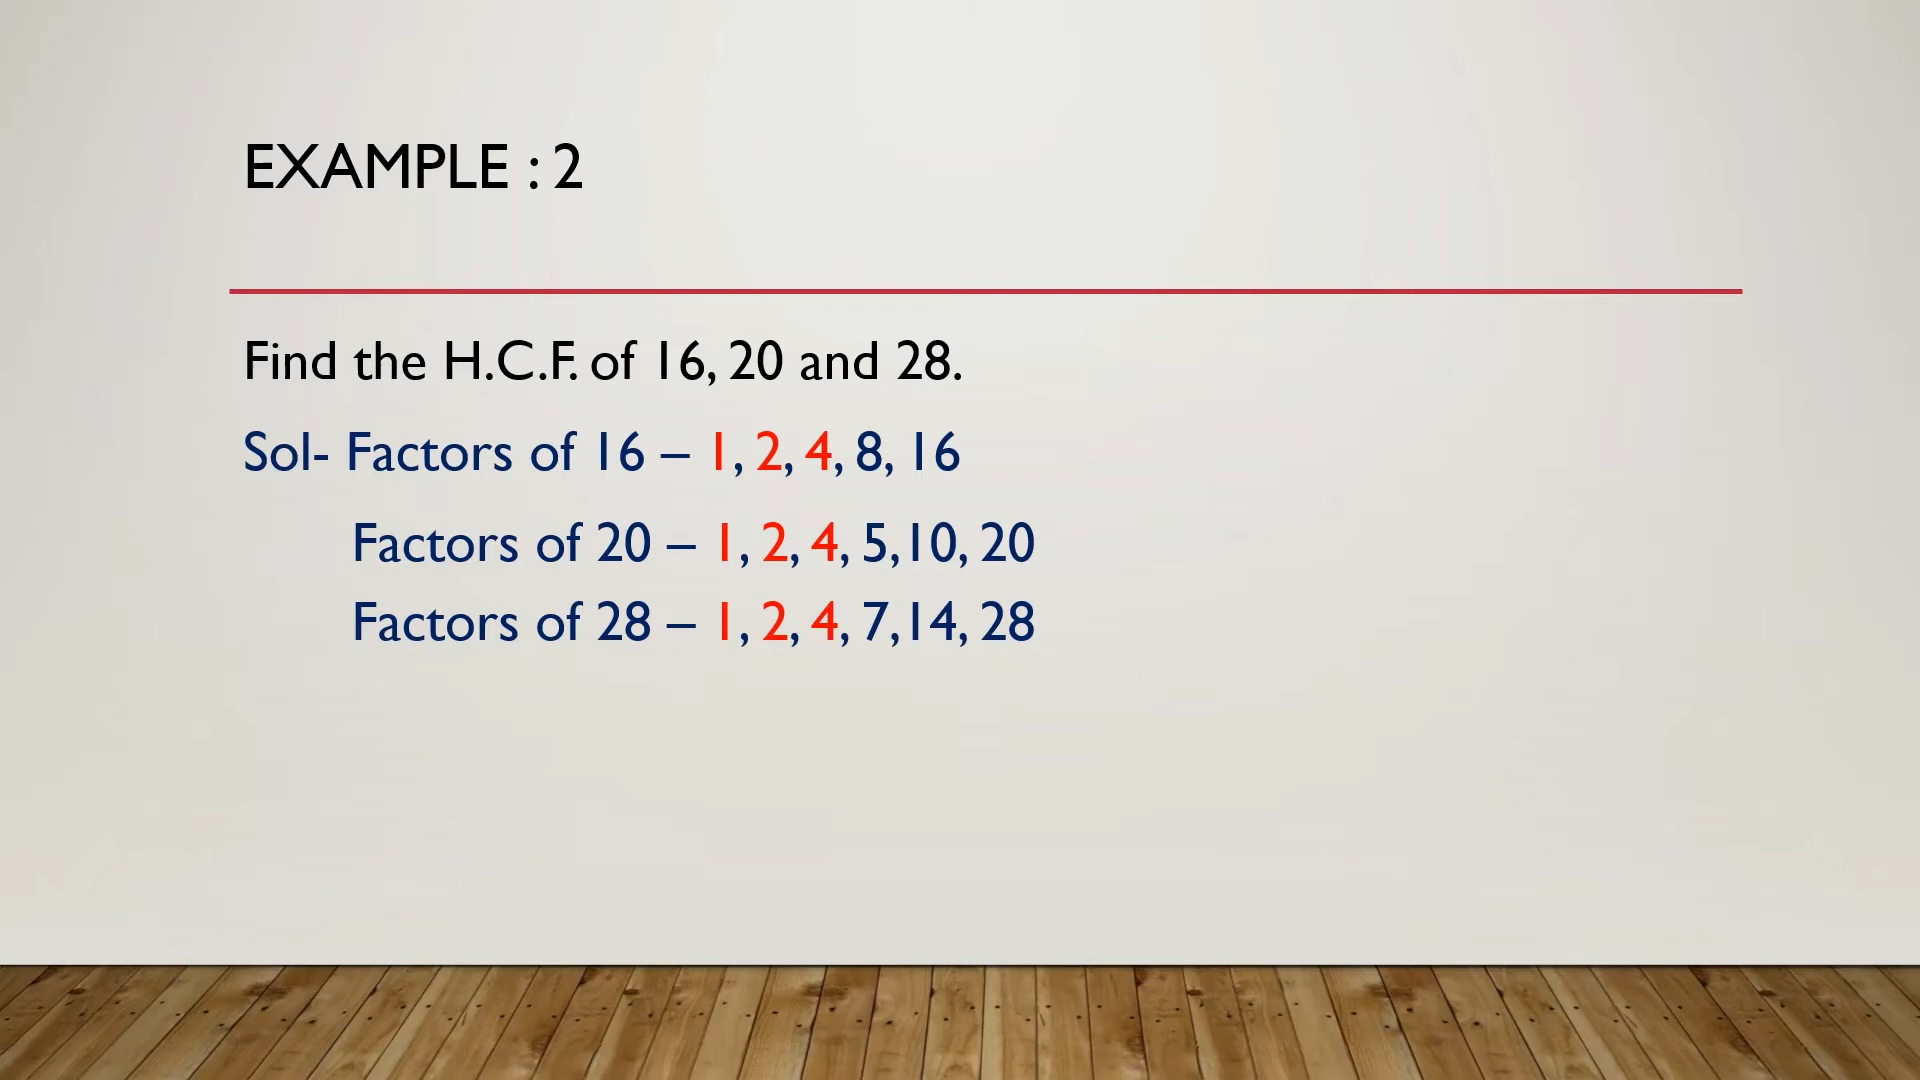 EXAMPLE : 2
Find the H.C.F. of 16, 20 and 28.
Sol- Factors of 16 – 1, 2, 4, 8, 16
Factors of 20 – 1, 2, 4, 5,10, 20
Factors of 28 – 1, 2, 4, 7,14, 28